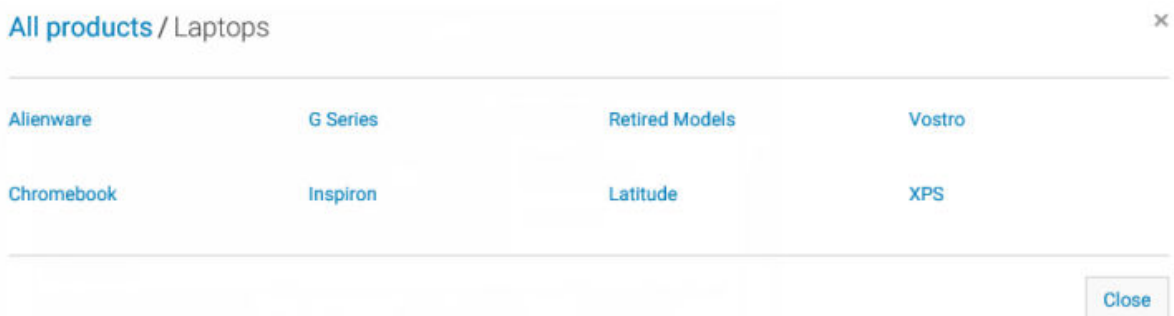 All products / Laptops ×
Alienware G Series Retired Models Vostro
Chromebook Inspiron Latitude XPS
Close